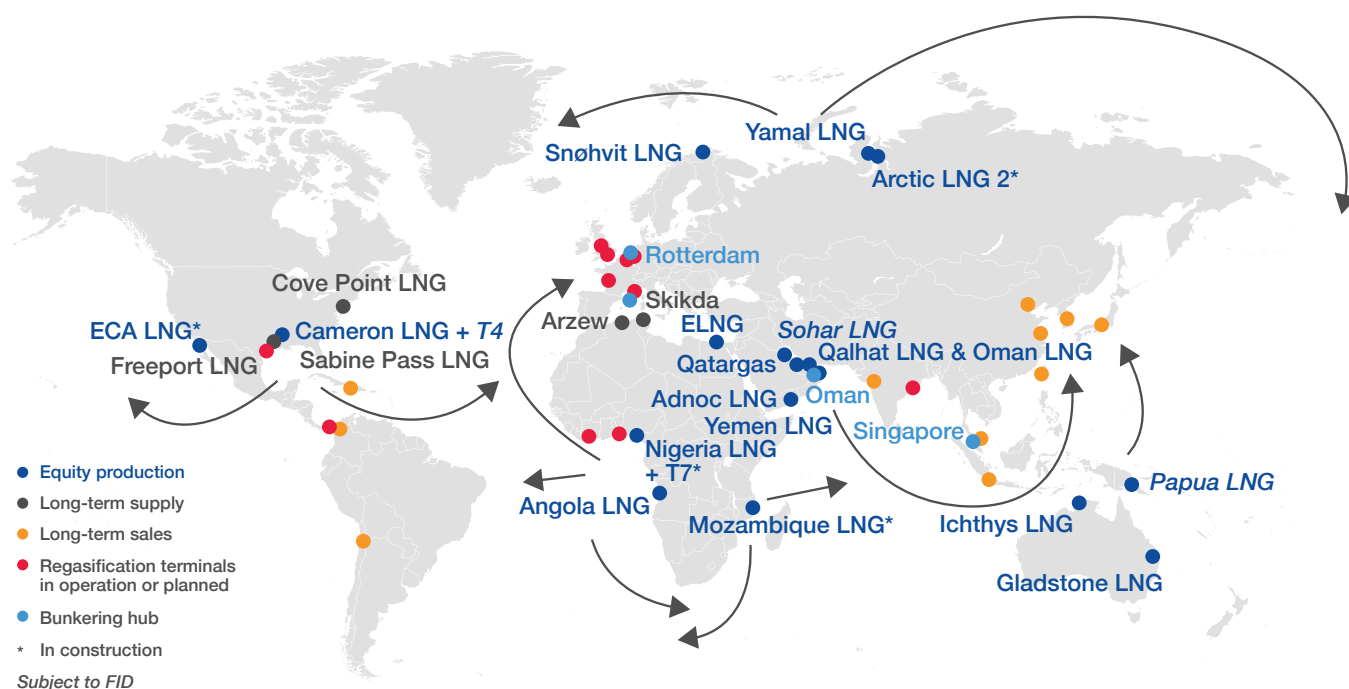 Yamal LNG
Snøhvit LNG
Arctic LNG 2*
Rotterdam
Cove Point LNG
Skikda
Arzew
ECA LNG*
Cameron LNG + T4
ELNG
Sohar LNG
Freeport LNG
Sabine Pass LNG
Qatargas
Qalhat LNG & Oman LNG
Adnoc LNG
Oman
Yemen LNG
Singapore
Nigeria LNG
+ T7*
Angola LNG
Mozambique LNG*
Papua LNG
Ichthys LNG
Gladstone LNG
Equity production
Long-term supply
Long-term sales
Regasification terminals
in operation or planned
Bunkering hub
* In construction
Subject to FID